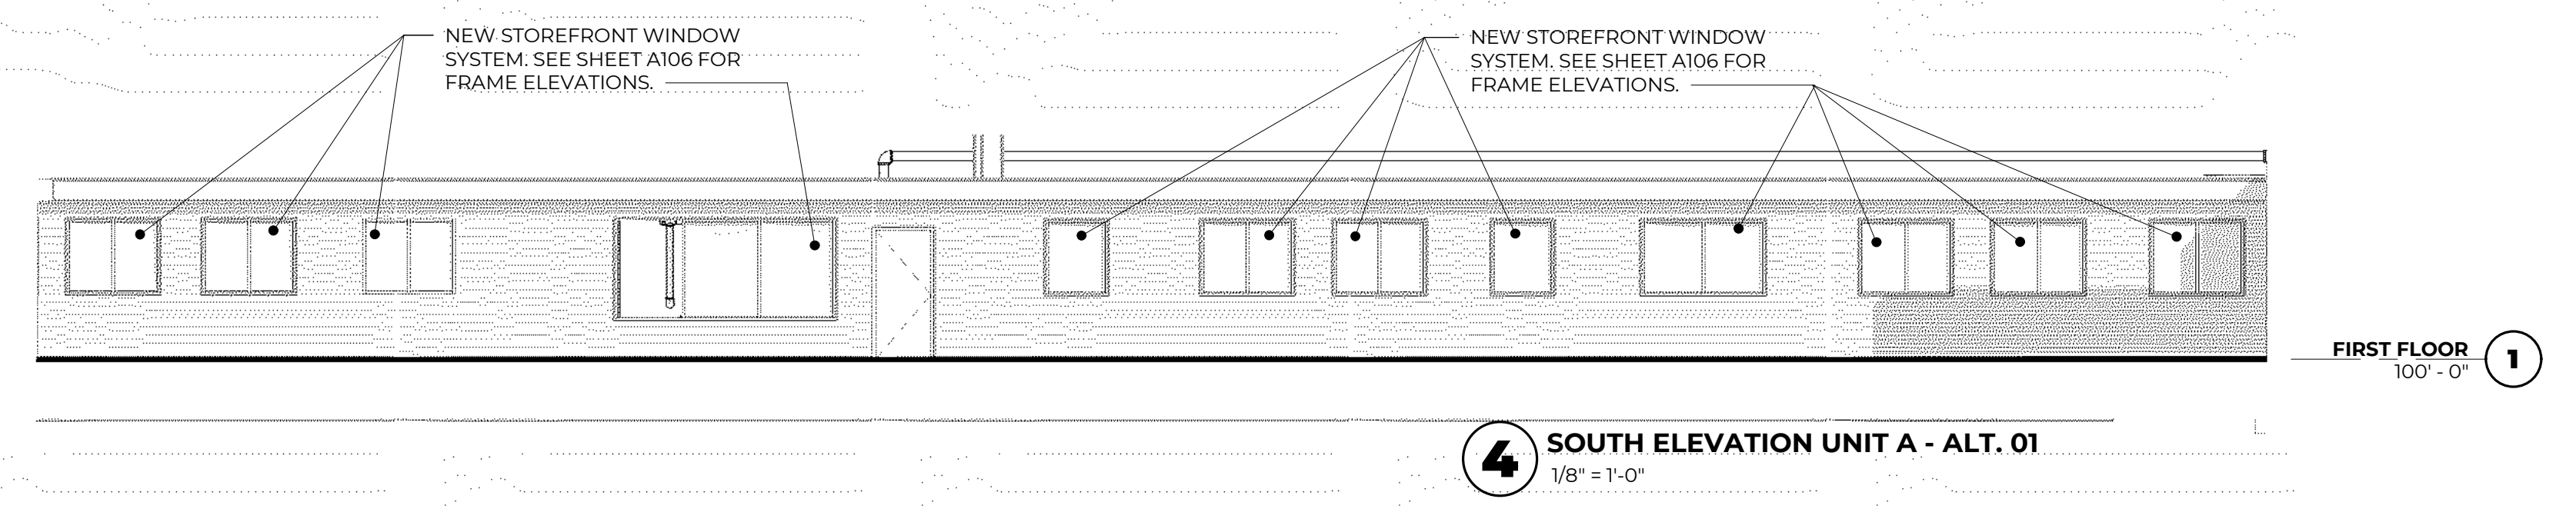 NEW STOREFRONT WINDOW
SYSTEM. SEE SHEET A106 FOR
FRAME ELEVATIONS.
NEW STOREFRONT WINDOW
SYSTEM. SEE SHEET A106 FOR
FRAME ELEVATIONS.
FIRST FLOOR
100' - 0"
1
4
SOUTH ELEVATION UNIT A - ALT. 01
1/8" = 1'-0"